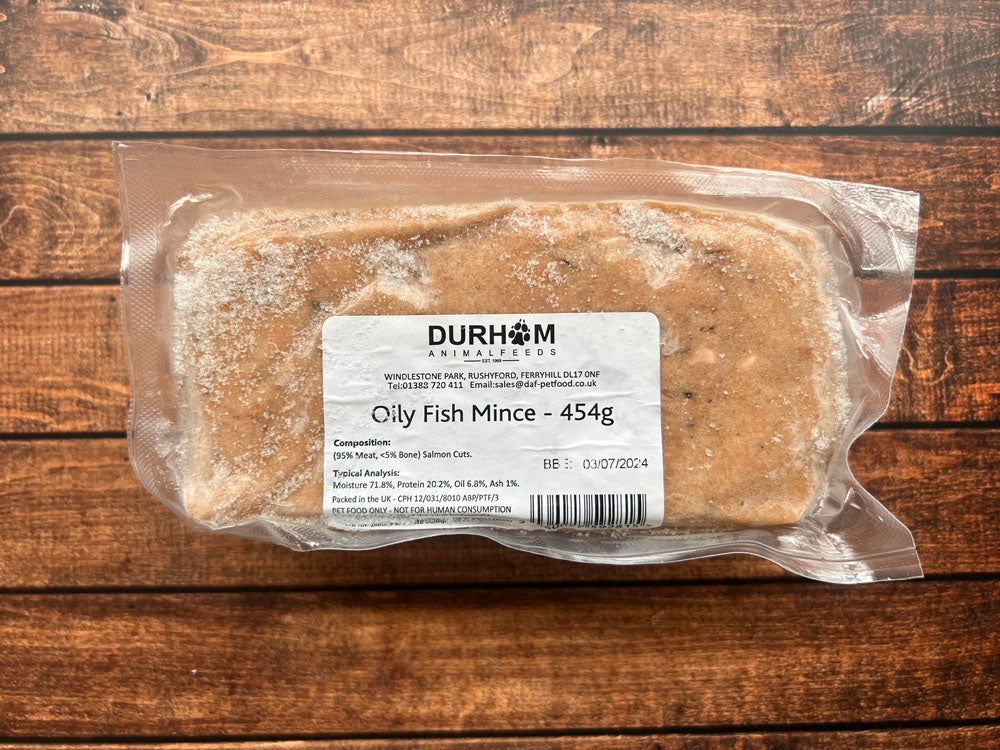 DURHAM
ANIMALFEEDS
EST. 1989
WINDLESTONE PARK, RUSHYFORD, FERRYHILL DL17 0NF
Tel:01388 720 411 Email:sales@daf-petfood.co.uk
Oily Fish Mince - 454g
Composition:
(95% Meat, <5% Bone) Salmon Cuts.
BBE: 03/07/2024
Typical Analysis:
Moisture 71.8%, Protein 20.2%, Oil 6.8%, Ash 1%.
Packed in the UK - CPH 12/031/8010 ABP/PTF/3
PET FOOD ONLY - NOT FOR HUMAN CONSUMPTION